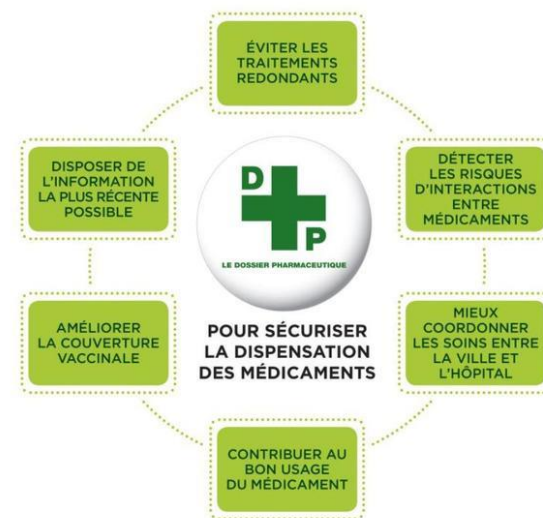 ÉVITER LES
TRAITEMENTS
REDONDANTS
DISPOSER DE
L'INFORMATION
LA PLUS RÉCENTE
POSSIBLE
D
P
LE DOSSIER PHARMACEUTIQUE
DÉTECTER
LES RISQUES
D'INTERACTIONS
ENTRE
MÉDICAMENTS
AMÉLIORER
LA COUVERTURE
VACCINALE
POUR SÉCURISER
LA DISPENSATION
DES MÉDICAMENTS
MIEUX
COORDONNER
LES SOINS ENTRE
LA VILLE ET
L'HÔPITAL
CONTRIBUER AU
BON USAGE
DU MÉDICAMENT